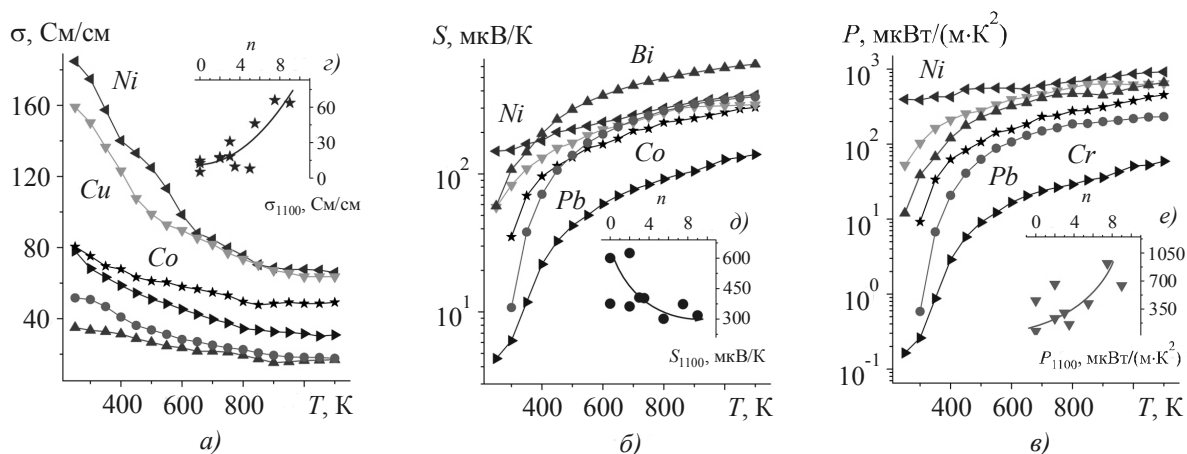 σ, См/см
160
120
80
40
Ni
Cu
Co
400
600
800
T, К
а)
n
0
4
8
г)
60
30
0
σ1100, См/см
S, мкВ/К
10²
10¹
Bi
Ni
Co
Pb
400
600
800
T, К
б)
n
0
4
8
д)
600
450
300
S1100, мкВ/К
P, мкВт/(м·К²)
10³
10²
10¹
10⁰
10⁻¹
Ni
Cr
Pb
400
600
800
T, К
в)
n
0
4
8
е)
1050
700
350
P1100, мкВт/(м·К²)